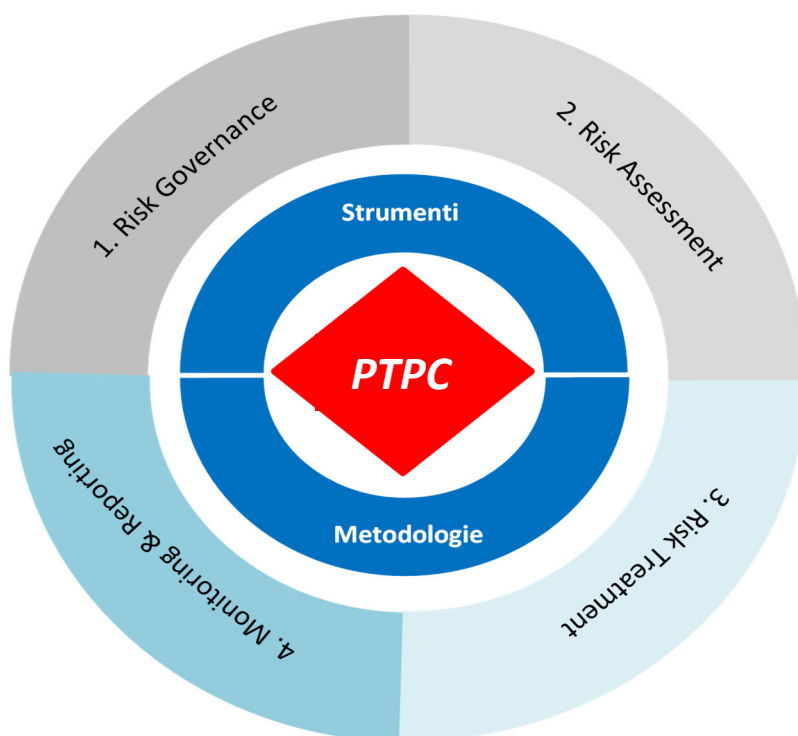 1. Risk Governance
2. Risk Assessment
Strumenti
PTPC
Metodologie
3. Risk Treatment
4. Monitoring & Reporting